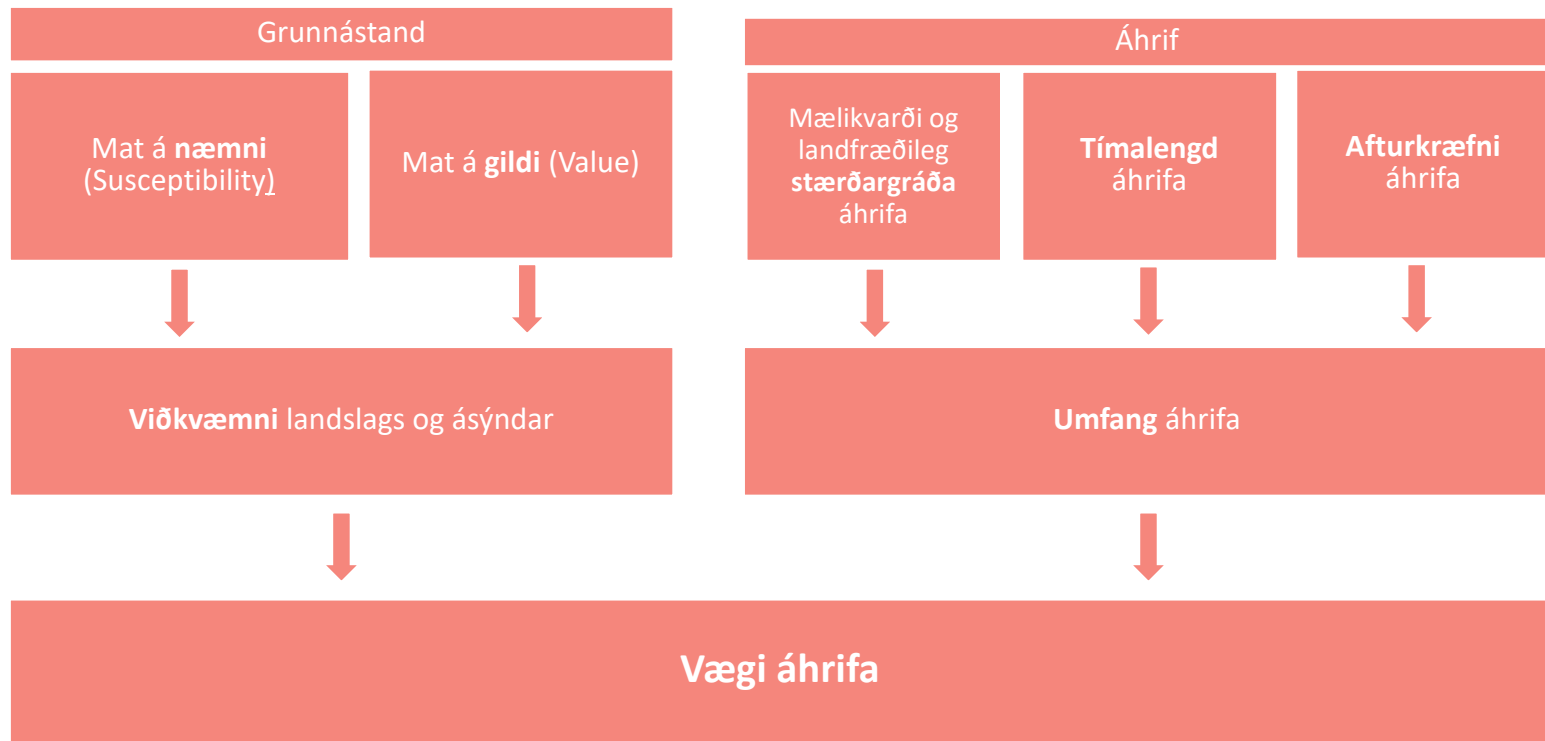 Grunnástand
Áhrif
Mat á næmni
(Susceptibility)
Mat á gildi (Value)
Mælikvarði og
landfræðileg
stærðargráða
áhrifa
Tímalengd
áhrifa
Afturkræfni
áhrifa
Viðkvæmni landslags og ásýndar
Umfang áhrifa
Vægi áhrifa